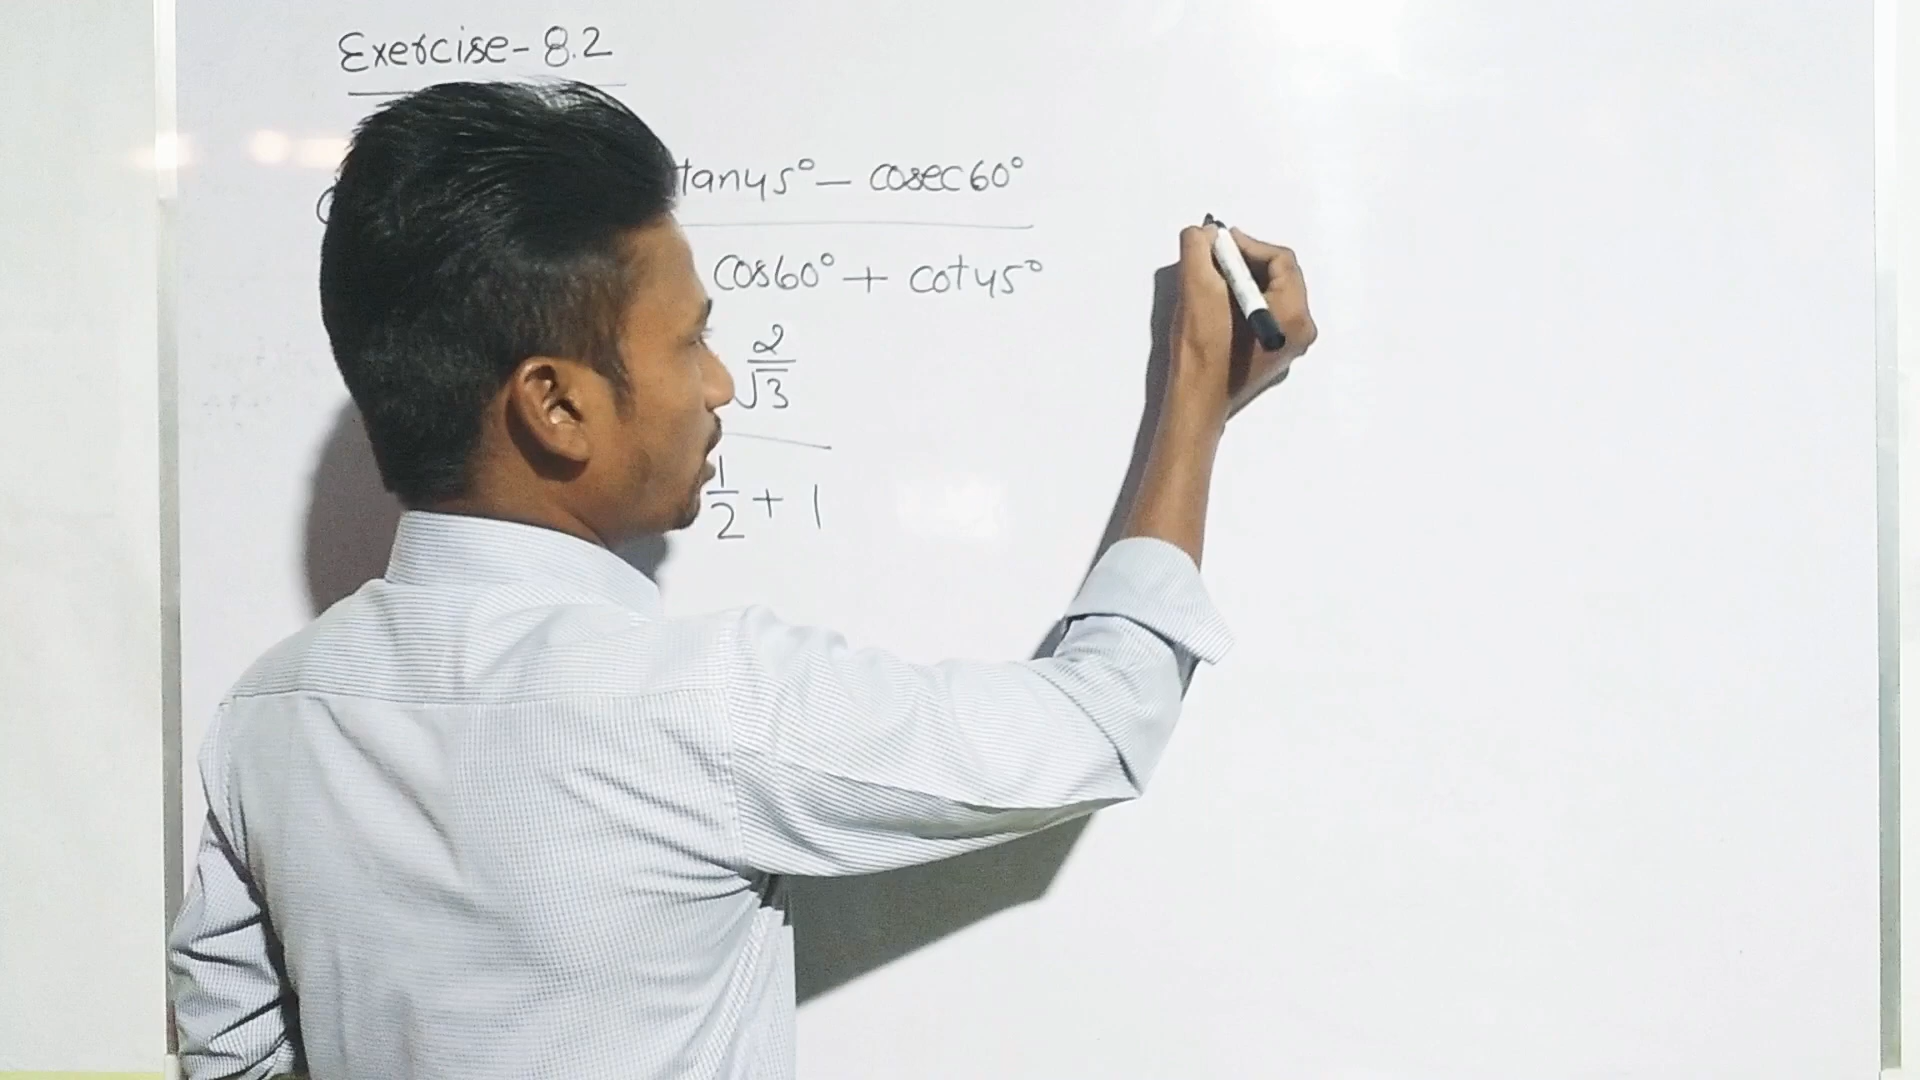 Exercise-8.2
tan45° - cosec60°
cos60° + cot45°
2
√3
1/2 + 1